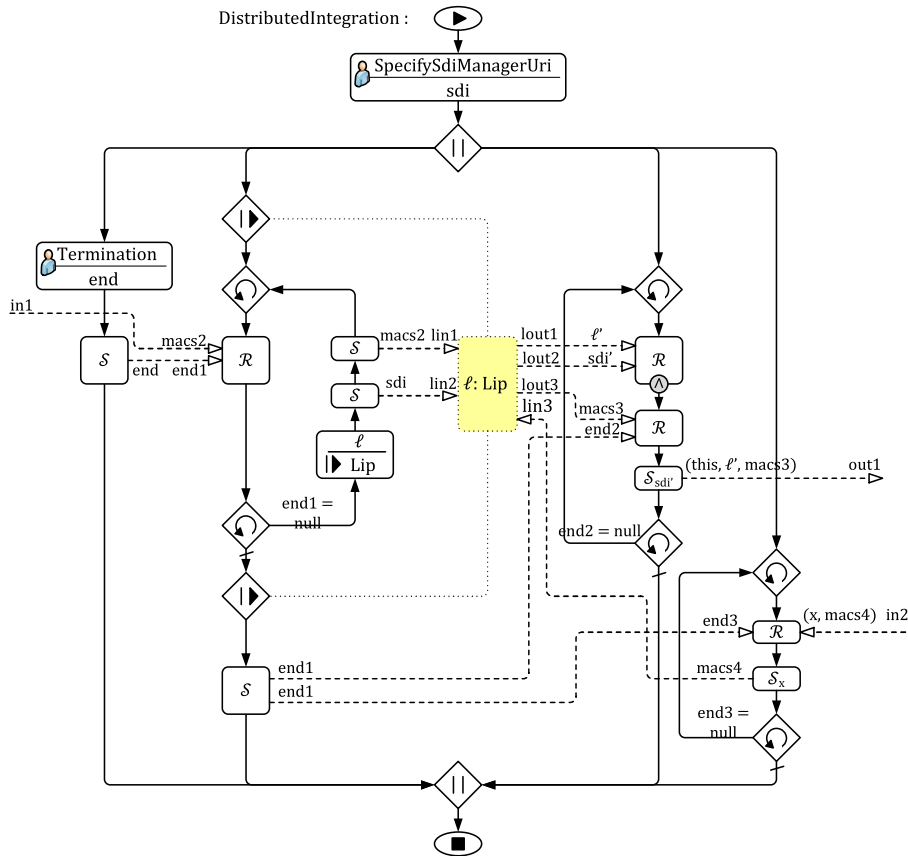 DistributedIntegration :
SpecifySdiManagerUri
sdi
||
Termination
end
in1
macs2
end end1
𝒮
ℛ
macs2 lin1
𝒮
sdi lin2
𝒮
ℓ
Lip
end1 =
null
ℓ: Lip
lout1 ℓ’
lout2 sdi’
lout3
lin3
macs3
end2
ℛ
∧
ℛ
𝒮sdi’
(this, ℓ’, macs3) out1
end2 = null
end3
(x, macs4) in2
ℛ
macs4
𝒮x
end3 =
null
end1
end1
𝒮
||